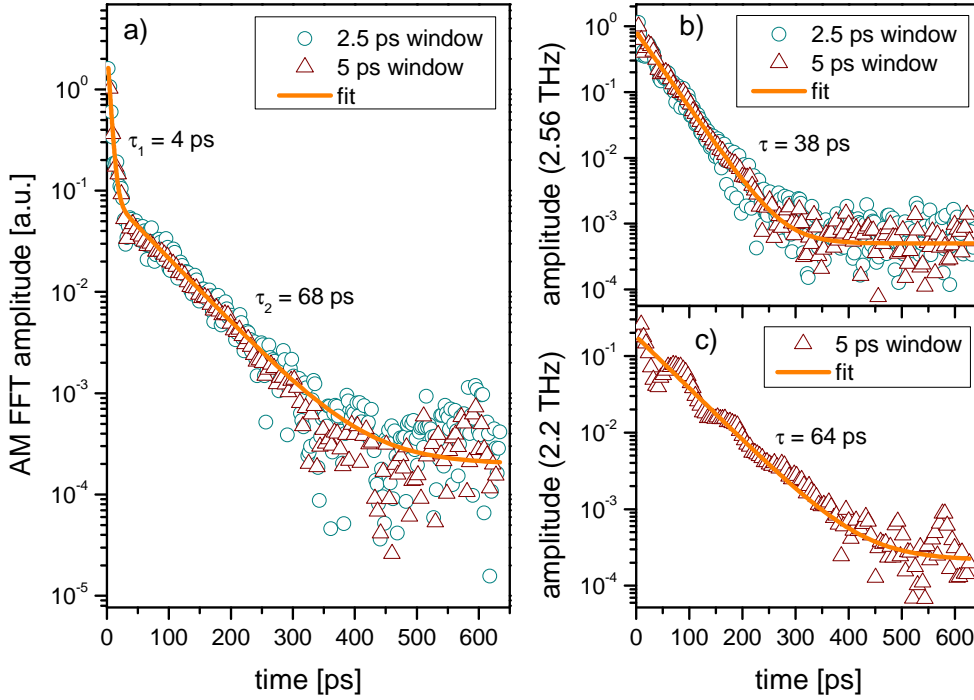 a)
2.5 ps window
5 ps window
fit
τ₁ = 4 ps
τ₂ = 68 ps
10⁰
10⁻¹
10⁻²
10⁻³
10⁻⁴
10⁻⁵
AM FFT amplitude [a.u.]
0 100 200 300 400 500 600
time [ps]
b)
2.5 ps window
5 ps window
fit
τ = 38 ps
10⁰
10⁻¹
10⁻²
10⁻³
10⁻⁴
amplitude (2.56 THz)
c)
5 ps window
fit
τ = 64 ps
10⁻¹
10⁻²
10⁻³
10⁻⁴
amplitude (2.2 THz)
0 100 200 300 400 500 600
time [ps]